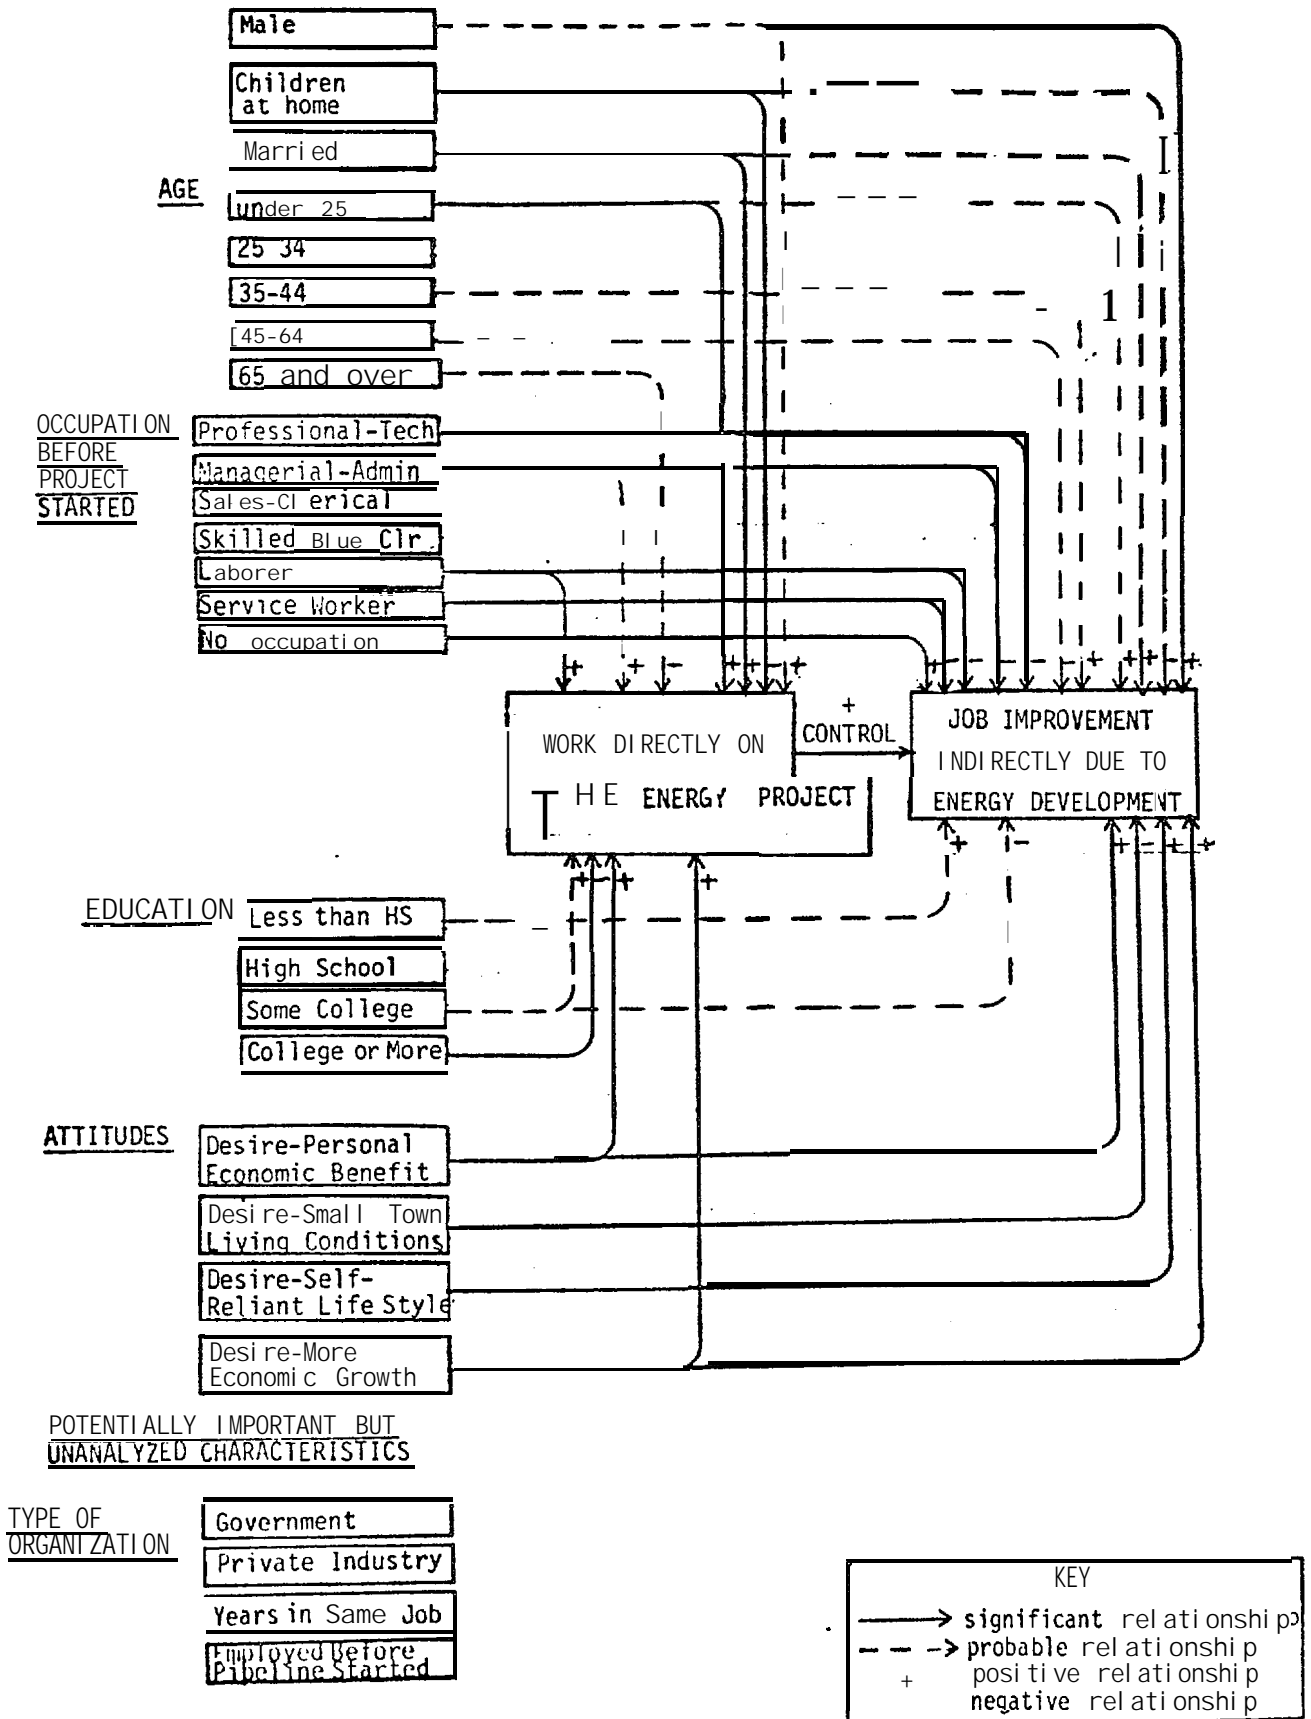 Male
Children
at home
Married
AGE
under 25
25 34
35-44
[45-64
65 and over
OCCUPATION
BEFORE
PROJECT
STARTED
Professional-Tech
Managerial-Admin
Sales-Clerical
Skilled Blue Clr
Laborer
Service Worker
No occupation
WORK DIRECTLY ON
THE ENERGY PROJECT
+
CONTROL
JOB IMPROVEMENT
INDIRECTLY DUE TO
ENERGY DEVELOPMENT
EDUCATION
Less than HS
High School
Some College
College or More
ATTITUDES
Desire-Personal
Economic Benefit
Desire-Small Town
Living Conditions
Desire-Self-
Reliant Life Style
Desire-More
Economic Growth
POTENTIALLY IMPORTANT BUT
UNANALYZED CHARACTERISTICS
TYPE OF
ORGANIZATION
Government
Private Industry
Years in Same Job
Employed Before
Pipeline Started
KEY
significant relationship
probable relationship
+ positive relationship
negative relationship